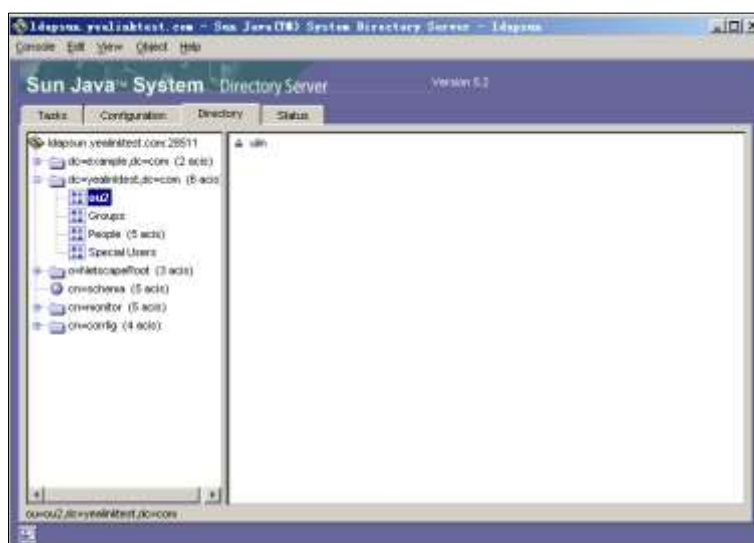 ldapsun.yealinktest.com - Sun Java(TM) System Directory Server - ldapsun
Console Edit View Object Help
Sun Java™ System Directory Server Version 5.2
Tasks Configuration Directory Status
ldapsun.yealinktest.com:28511
dc=example,dc=com (2 acis)
dc=yealinktest,dc=com (6 acis
ou2
Groups
People (5 acis)
Special Users
o=NetscapeRoot (3 acis)
cn=schema (5 acis)
cn=monitor (5 acis)
cn=config (4 acis)
ou=ou2,dc=yealinktest,dc=com